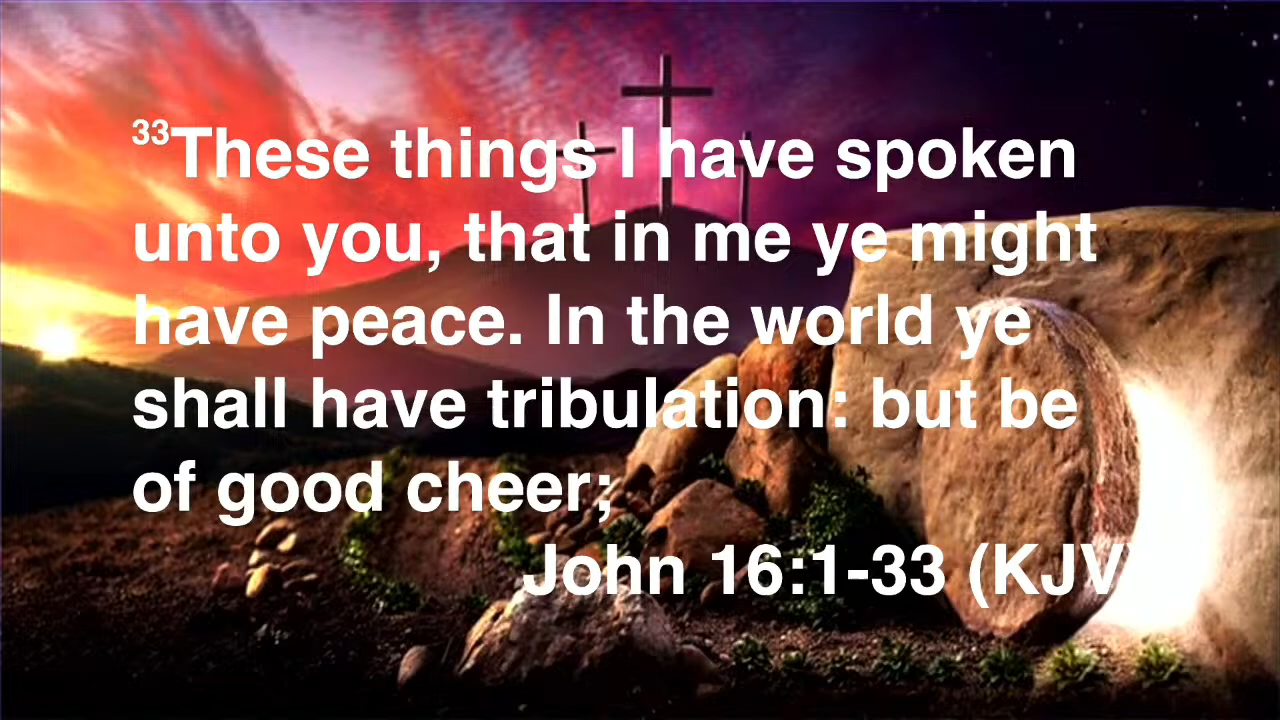 33These things I have spoken
unto you, that in me ye might
have peace. In the world ye
shall have tribulation: but be
of good cheer;
John 16:1-33 (KJV)